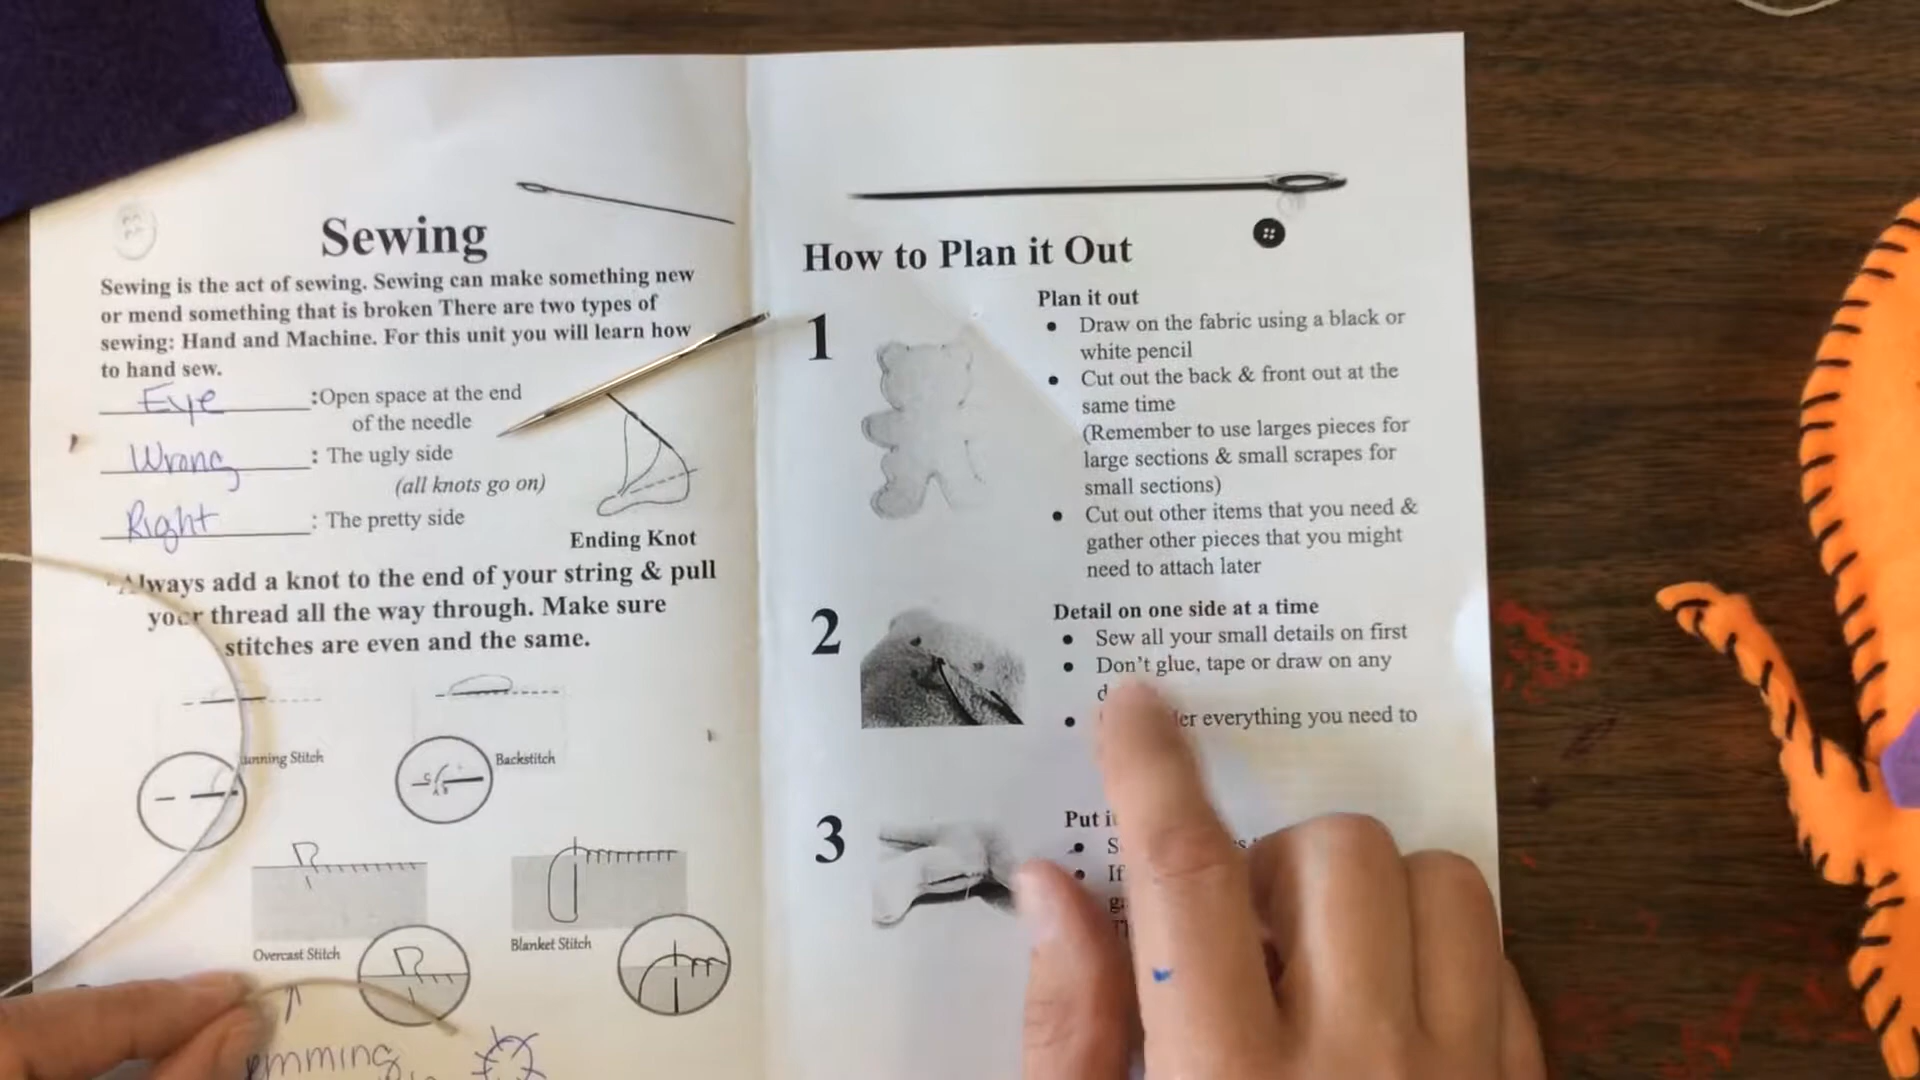 Sewing
Sewing is the act of sewing. Sewing can make something new
or mend something that is broken There are two types of
sewing: Hand and Machine. For this unit you will learn how
to hand sew.
Eye :Open space at the end
of the needle
Wrong : The ugly side
(all knots go on)
Right : The pretty side
Ending Knot
Always add a knot to the end of your string & pull
your thread all the way through. Make sure
stitches are even and the same.
unning Stitch
Backstitch
Overcast Stitch
Blanket Stitch
emming
How to Plan it Out
1
Plan it out
• Draw on the fabric using a black or
white pencil
• Cut out the back & front out at the
same time
(Remember to use larges pieces for
large sections & small scrapes for
small sections)
• Cut out other items that you need &
gather other pieces that you might
need to attach later
2
Detail on one side at a time
• Sew all your small details on first
• Don't glue, tape or draw on any
• everything you need to
3
Put
• If